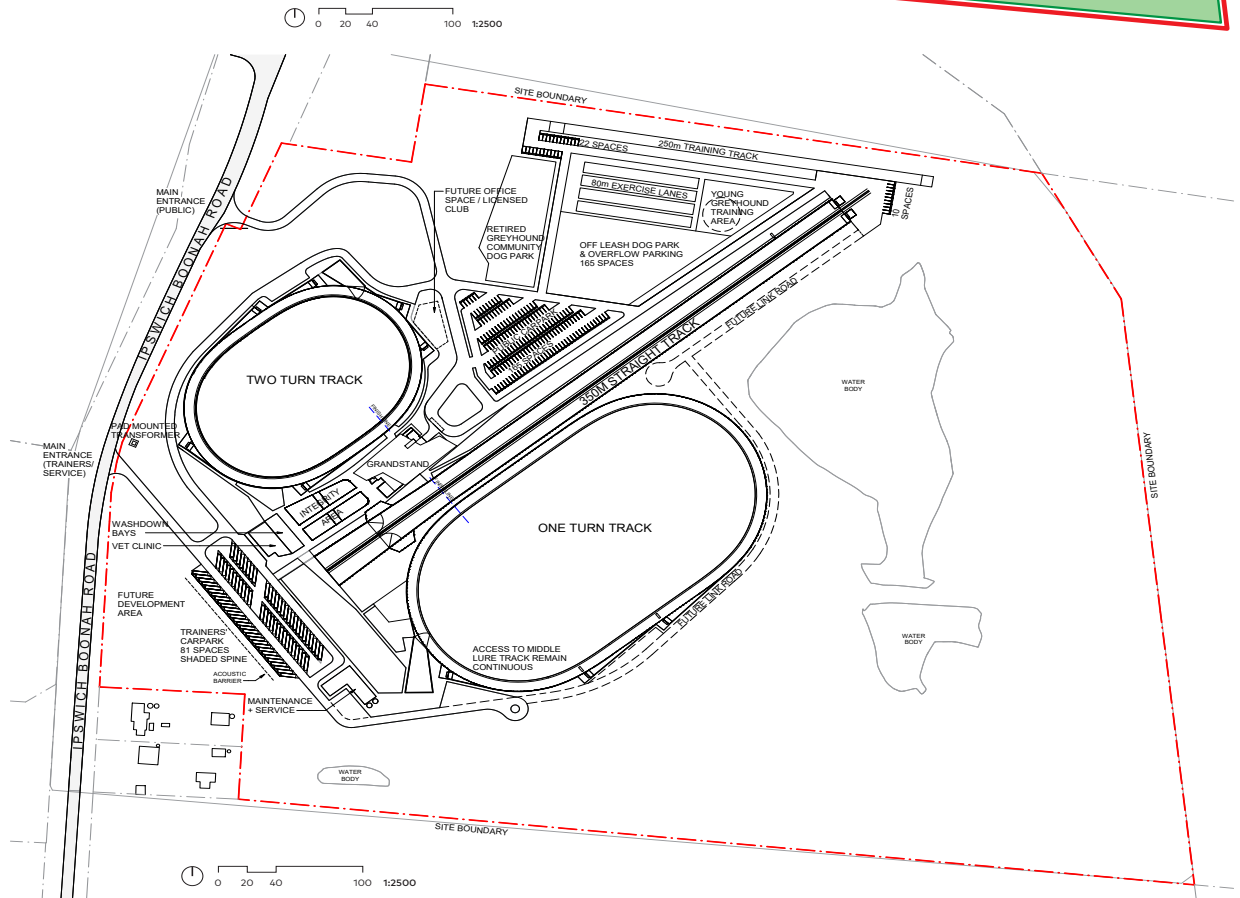 0 20 40 100 1:2500
SITE BOUNDARY
22 SPACES
250m TRAINING TRACK
MAIN
ENTRANCE
(PUBLIC)
FUTURE OFFICE
SPACE / LICENSED
CLUB
80m EXERCISE LANES
YOUNG
GREYHOUND
TRAINING
AREA
10
SPACES
RETIRED
GREYHOUND
COMMUNITY
DOG PARK
OFF LEASH DOG PARK
& OVERFLOW PARKING
165 SPACES
IPSWICH BOONAH ROAD
FUTURE LINK ROAD
350M STRAIGHT TRACK
TWO TURN TRACK
WATER
BODY
PAD MOUNTED
TRANSFORMER
MAIN
ENTRANCE
(TRAINERS/
SERVICE)
GRANDSTAND
SITE BOUNDARY
INTEGRITY
AREA
WASHDOWN
BAYS
VET CLINIC
ONE TURN TRACK
FUTURE
DEVELOPMENT
AREA
FUTURE LINK ROAD
TRAINERS'
CARPARK
81 SPACES
SHADED SPINE
ACCESS TO MIDDLE
LURE TRACK REMAIN
CONTINUOUS
WATER
BODY
ACOUSTIC
BARRIER
MAINTENANCE
+ SERVICE
IPSWICH BOONAH ROAD
WATER
BODY
SITE BOUNDARY
0 20 40 100 1:2500